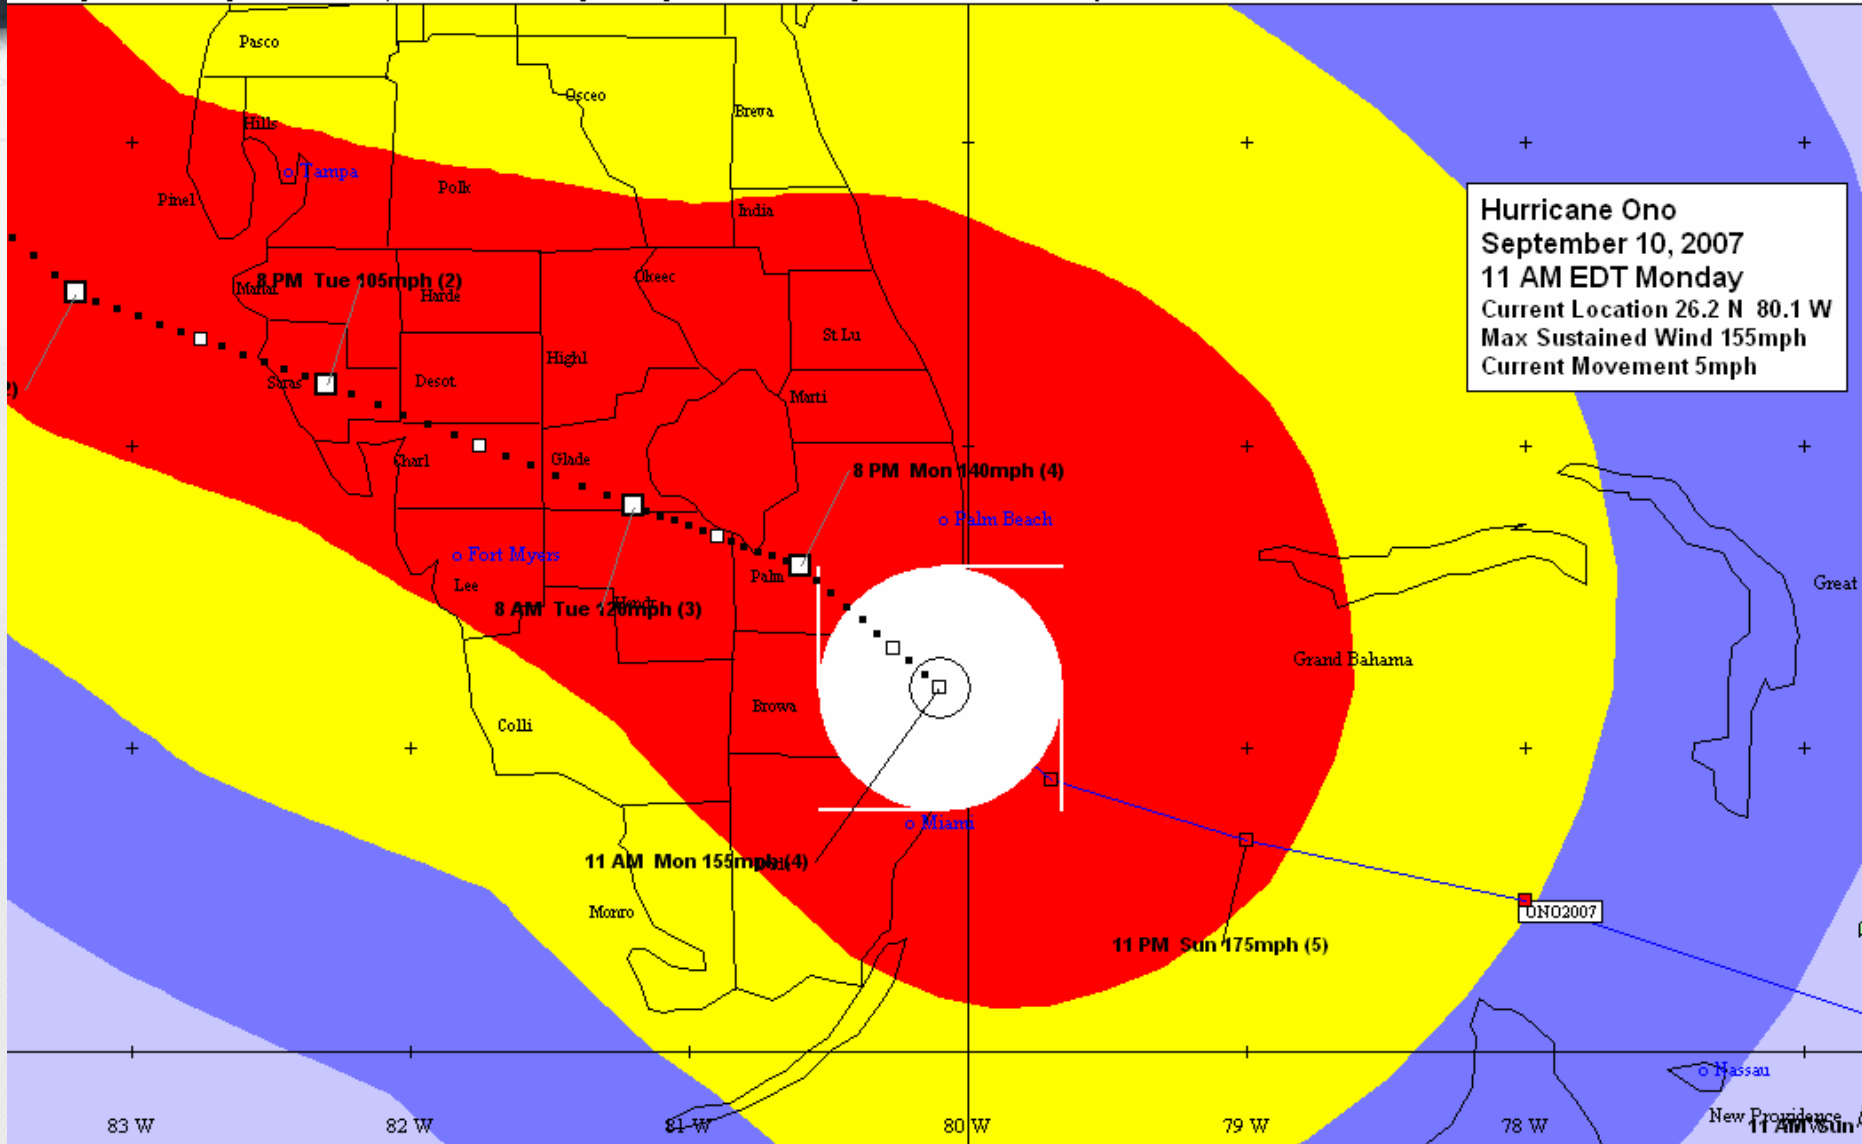 Pasco
Osceo
Breva
Hills
Tampa
Polk
Pinel
India
Hurricane Ono
September 10, 2007
11 AM EDT Monday
Current Location 26.2 N 80.1 W
Max Sustained Wind 155mph
Current Movement 5mph
Manat
8 PM Tue 105mph (2)
Harde
Okeec
St Lu
Highl
Saras
Desot
Marti
Charl
Glade
8 PM Mon 140mph (4)
Palm Beach
Fort Myers
Lee
Palm
Great
8 AM Tue 120mph (3)
Grand Bahama
Browa
Colli
Miami
11 AM Mon 155mph (4)
Monro
ONO2007
11 PM Sun 175mph (5)
Nassau
New Providence
11 AM Sun
83 W
82 W
81 W
80 W
79 W
78 W